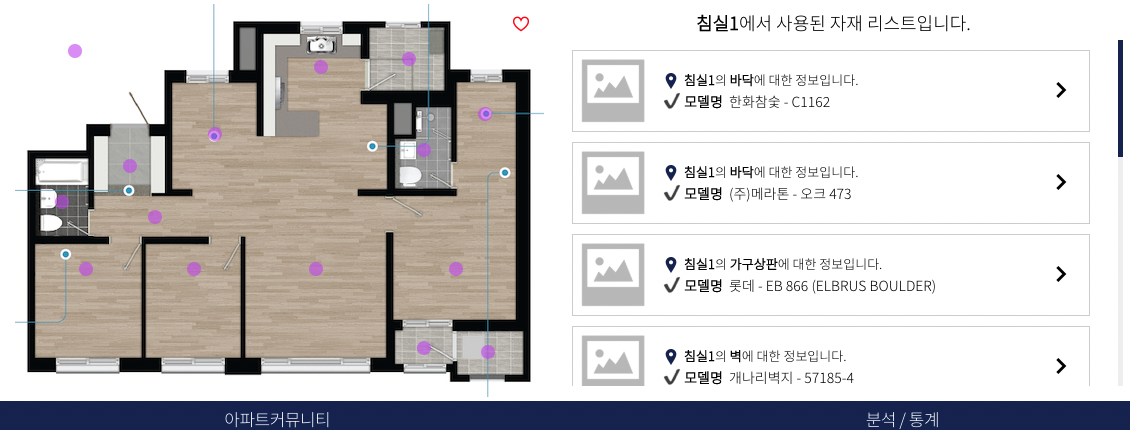 침실1에서 사용된 자재 리스트입니다.
침실1의 바닥에 대한 정보입니다.
모델명 한화참숯 - C1162
침실1의 바닥에 대한 정보입니다.
모델명 (주)메라톤 - 오크 473
침실1의 가구상판에 대한 정보입니다.
모델명 롯데 - EB 866 (ELBRUS BOULDER)
침실1의 벽에 대한 정보입니다.
모델명 개나리벽지 - 57185-4
아파트커뮤니티
분석 / 통계